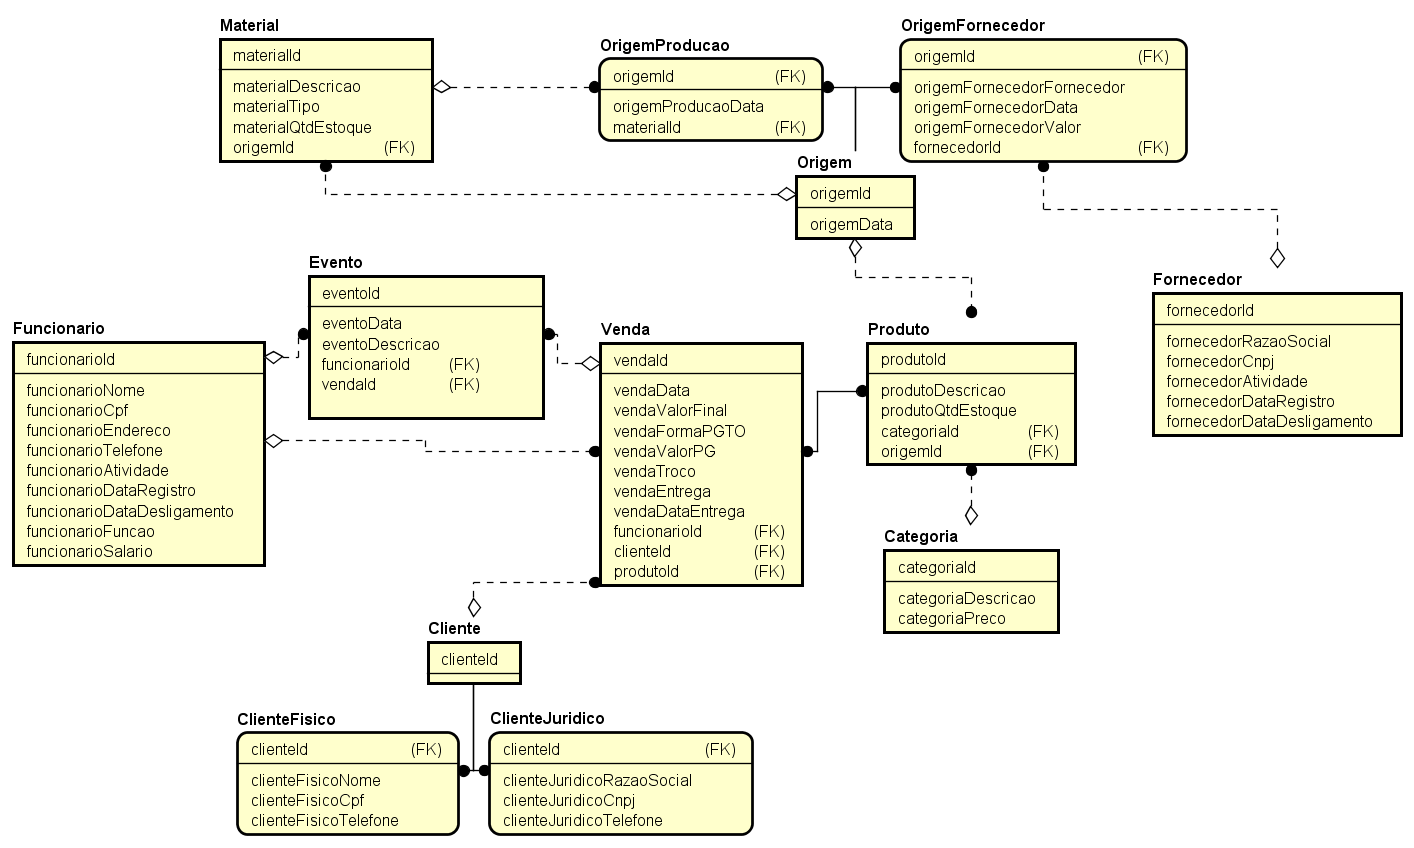 Material
materialId
materialDescricao
materialTipo
materialQtdEstoque
origemId (FK)
OrigemProducao
origemId (FK)
origemProducaoData
materialId (FK)
OrigemFornecedor
origemId (FK)
origemFornecedorFornecedor
origemFornecedorData
origemFornecedorValor
fornecedorId (FK)
Origem
origemId
origemData
Evento
eventoId
eventoData
eventoDescricao
funcionarioId (FK)
vendaId (FK)
Fornecedor
fornecedorId
fornecedorRazaoSocial
fornecedorCnpj
fornecedorAtividade
fornecedorDataRegistro
fornecedorDataDesligamento
Funcionario
funcionarioId
funcionarioNome
funcionarioCpf
funcionarioEndereco
funcionarioTelefone
funcionarioAtividade
funcionarioDataRegistro
funcionarioDataDesligamento
funcionarioFuncao
funcionarioSalario
Venda
vendaId
vendaData
vendaValorFinal
vendaFormaPGTO
vendaValorPG
vendaTroco
vendaEntrega
vendaDataEntrega
funcionarioId (FK)
clienteId (FK)
produtoId (FK)
Produto
produtoId
produtoDescricao
produtoQtdEstoque
categoriaId (FK)
origemId (FK)
Categoria
categoriaId
categoriaDescricao
categoriaPreco
Cliente
clienteId
ClienteFisico
clienteId (FK)
clienteFisicoNome
clienteFisicoCpf
clienteFisicoTelefone
ClienteJuridico
clienteId (FK)
clienteJuridicoRazaoSocial
clienteJuridicoCnpj
clienteJuridicoTelefone